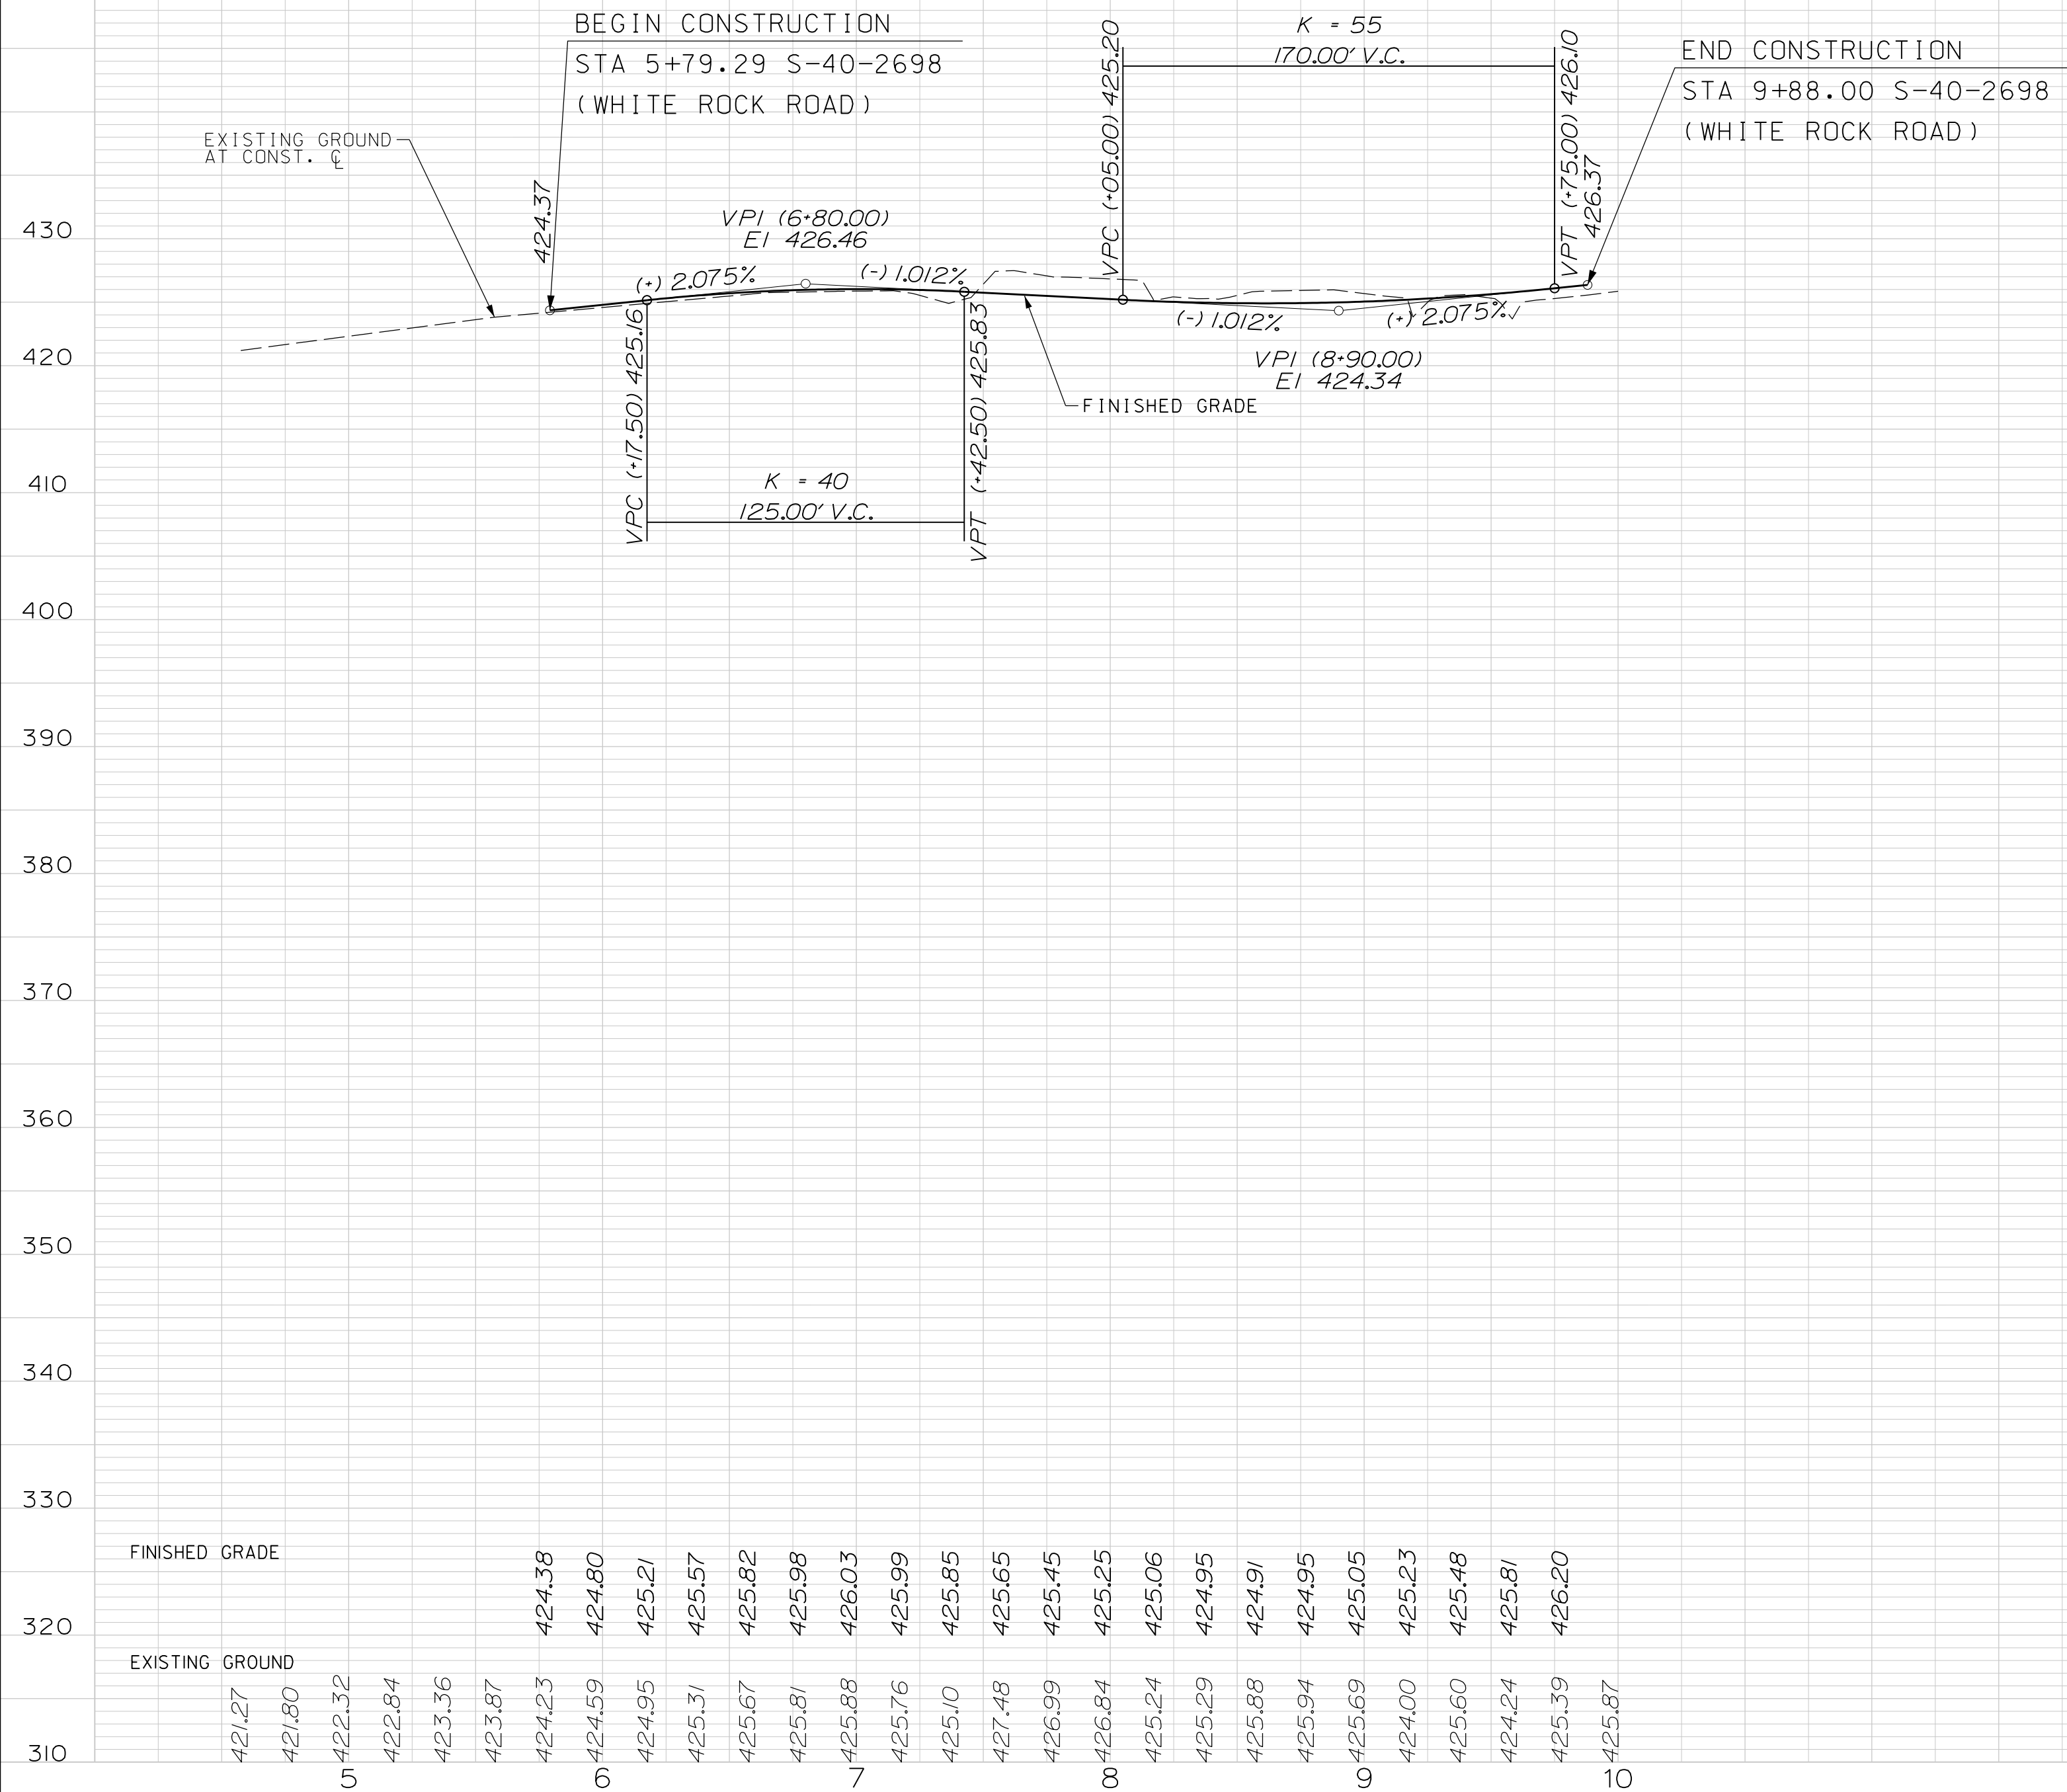 BEGIN CONSTRUCTION
STA 5+79.29 S-40-2698
(WHITE ROCK ROAD)
K = 55
170.00' V.C.
END CONSTRUCTION
STA 9+88.00 S-40-2698
(WHITE ROCK ROAD)
EXISTING GROUND
AT CONST. ℄
424.37
VPC (+05.00) 425.20
VPT (+75.00) 426.10
426.37
VPI (6+80.00)
El 426.46
(+) 2.075%
(-) 1.012%
(-) 1.012%
(+) 2.075%
VPI (8+90.00)
El 424.34
FINISHED GRADE
VPC (+17.50) 425.16
VPT (+42.50) 425.83
K = 40
125.00' V.C.
430
420
410
400
390
380
370
360
350
340
330
320
310
FINISHED GRADE
424.38 424.80 425.21 425.57 425.82 425.98 426.03 425.99 425.85 425.65 425.45 425.25 425.06 424.95 424.91 424.95 425.05 425.23 425.48 425.81 426.20
EXISTING GROUND
421.27 421.80 422.32 422.84 423.36 423.87 424.23 424.59 424.95 425.31 425.67 425.81 425.88 425.76 425.10 427.48 426.99 426.84 425.24 425.29 425.88 425.94 425.69 424.00 425.60 424.24 425.39 425.87
5 6 7 8 9 10